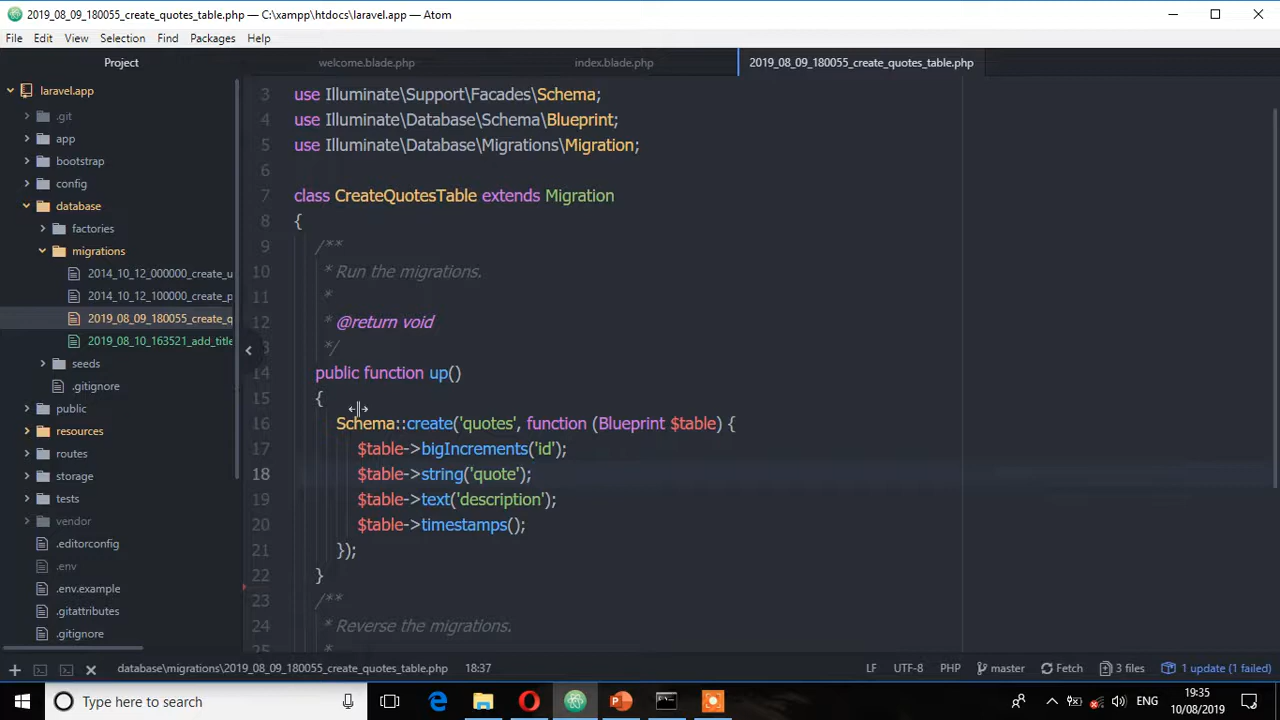 2019_08_09_180055_create_quotes_table.php — C:\xampp\htdocs\laravel.app — Atom
File Edit View Selection Find Packages Help
Project
welcome.blade.php index.blade.php 2019_08_09_180055_create_quotes_table.php
laravel.app
.git
app
bootstrap
config
database
factories
migrations
2014_10_12_000000_create_u
2014_10_12_100000_create_p
2019_08_09_180055_create_q
2019_08_10_163521_add_title
seeds
.gitignore
public
resources
routes
storage
tests
vendor
.editorconfig
.env
.env.example
.gitattributes
.gitignore
3 use Illuminate\Support\Facades\Schema;
4 use Illuminate\Database\Schema\Blueprint;
5 use Illuminate\Database\Migrations\Migration;
6
7 class CreateQuotesTable extends Migration
8 {
9 /**
10 * Run the migrations.
11 *
12 * @return void
13 */
14 public function up()
15 {
16 Schema::create('quotes', function (Blueprint $table) {
17 $table->bigIncrements('id');
18 $table->string('quote');
19 $table->text('description');
20 $table->timestamps();
21 });
22 }
23 /**
24 * Reverse the migrations.
25 *
database\migrations\2019_08_09_180055_create_quotes_table.php 18:37 LF UTF-8 PHP master Fetch 3 files 1 update (1 failed)
Type here to search
ENG
19:35
10/08/2019